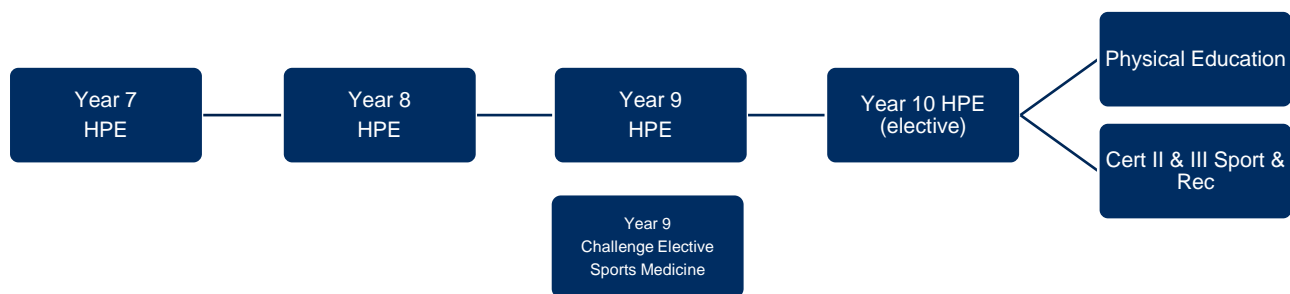 Year 7
HPE
Year 8
HPE
Year 9
HPE
Year 10 HPE
(elective)
Physical Education
Cert II & III Sport &
Rec
Year 9
Challenge Elective
Sports Medicine